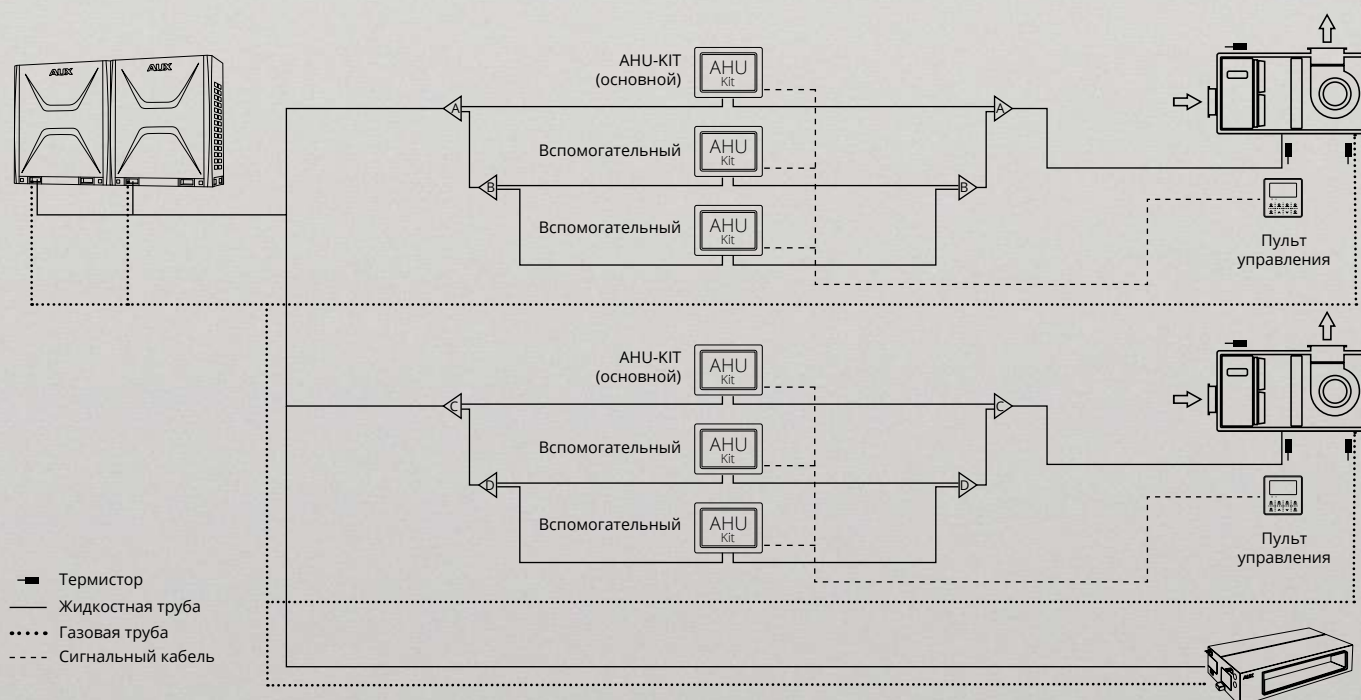 AUX AUX
AHU-KIT
(основной)
AHU
Kit
A
A
Вспомогательный
AHU
Kit
B
B
Вспомогательный
AHU
Kit
Пульт
управления
AHU-KIT
(основной)
AHU
Kit
C
C
Вспомогательный
AHU
Kit
D
D
Вспомогательный
AHU
Kit
Пульт
управления
Термистор
Жидкостная труба
Газовая труба
Сигнальный кабель
AUX